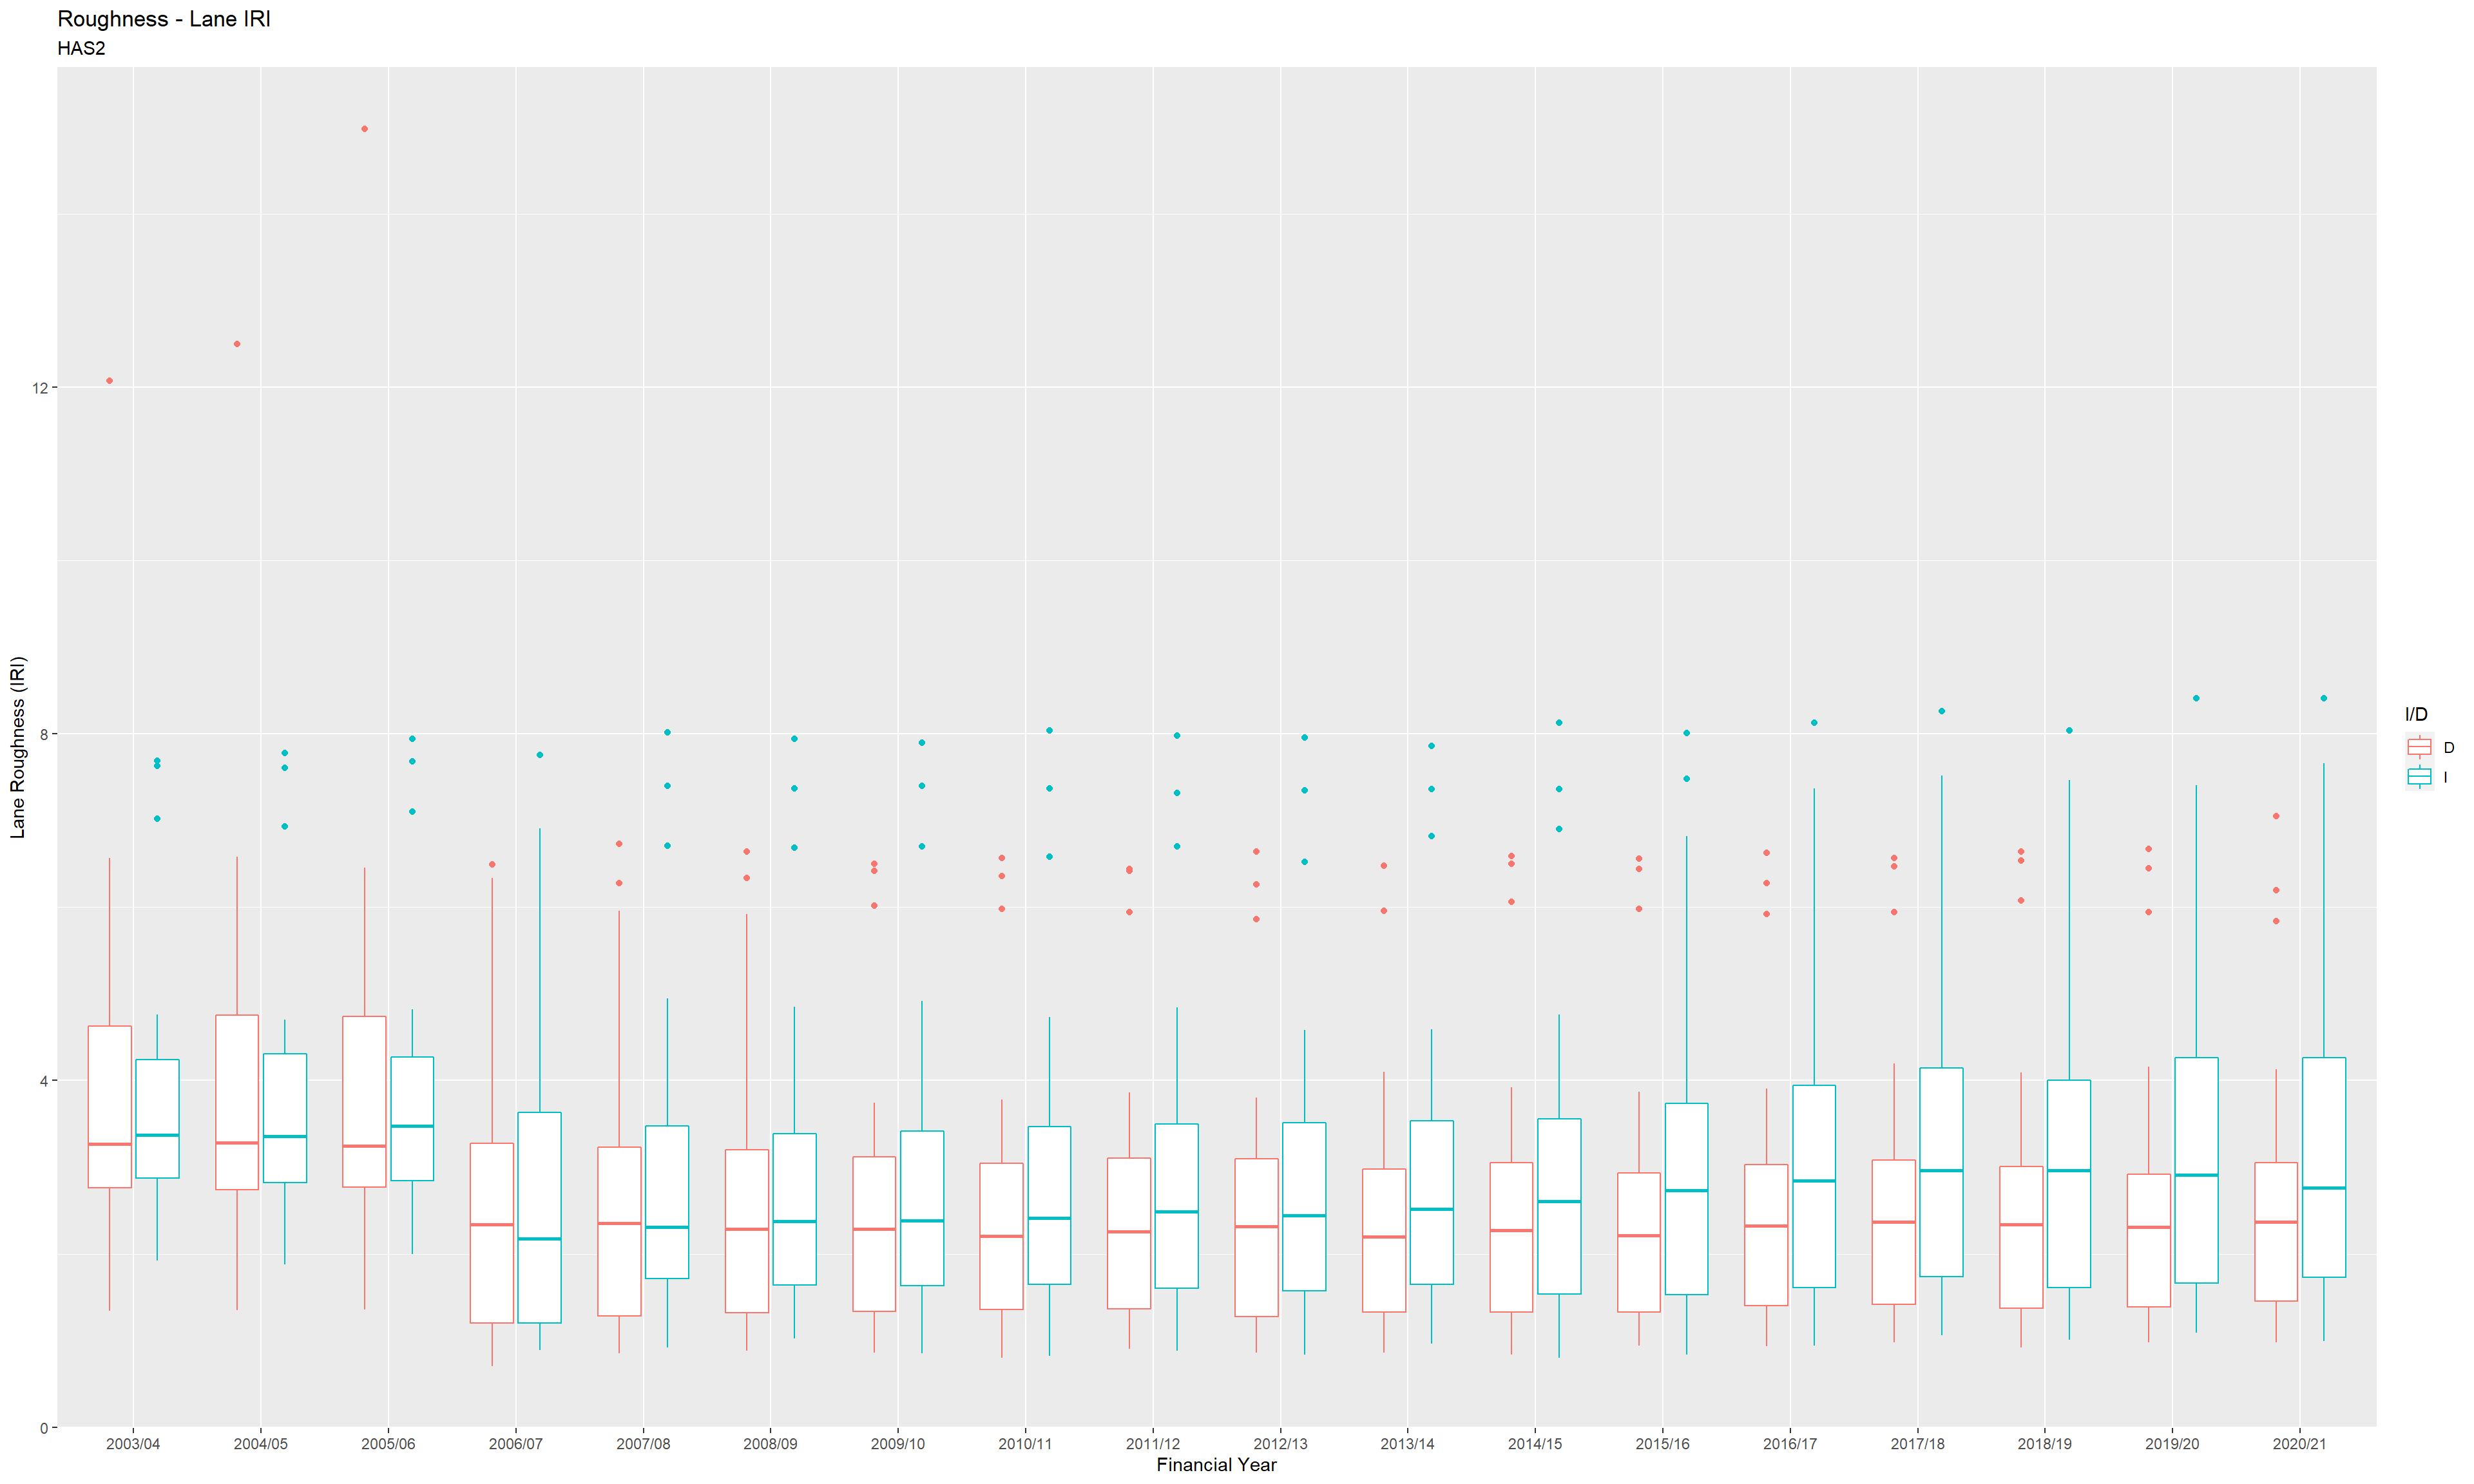 Roughness - Lane IRI
HAS2
Lane Roughness (IRI)
12
8
4
0
2003/04 2004/05 2005/06 2006/07 2007/08 2008/09 2009/10 2010/11 2011/12 2012/13 2013/14 2014/15 2015/16 2016/17 2017/18 2018/19 2019/20 2020/21
Financial Year
I/D
D
I